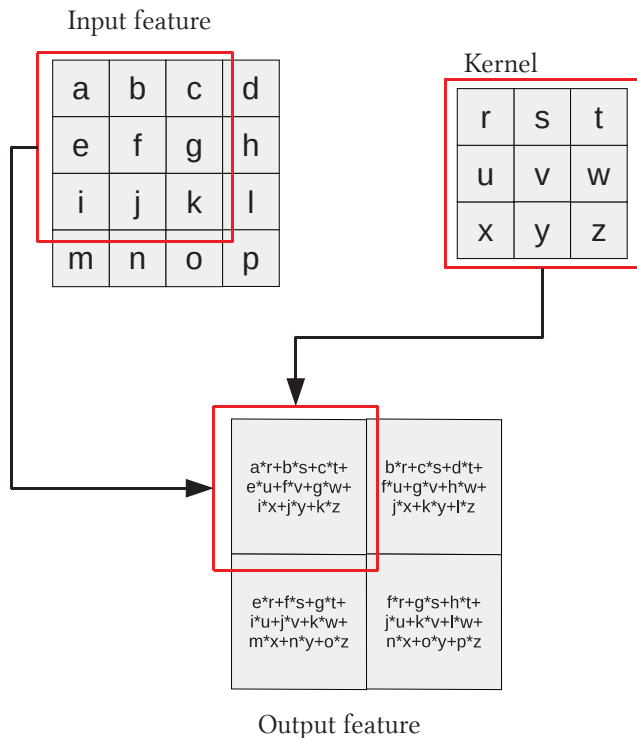 Input feature
a b c d
e f g h
i j k l
m n o p
Kernel
r s t
u v w
x y z
a*r+b*s+c*t+
e*u+f*v+g*w+
i*x+j*y+k*z
b*r+c*s+d*t+
f*u+g*v+h*w+
j*x+k*y+l*z
e*r+f*s+g*t+
i*u+j*v+k*w+
m*x+n*y+o*z
f*r+g*s+h*t+
j*u+k*v+l*w+
n*x+o*y+p*z
Output feature